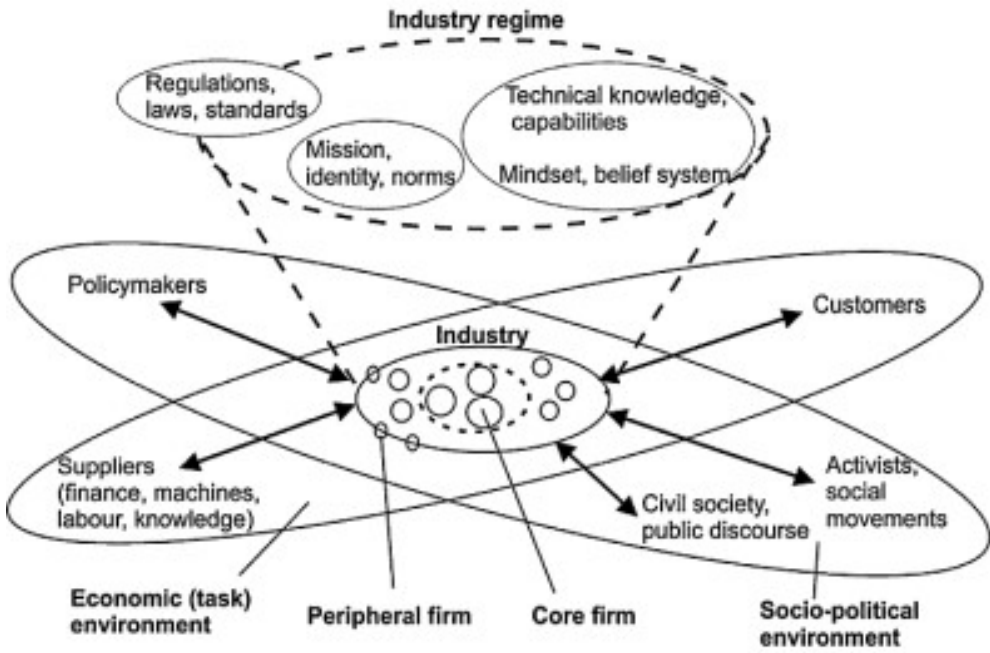 Industry regime
Regulations,
laws, standards
Mission,
identity, norms
Technical knowledge,
capabilities
Mindset, belief system
Policymakers
Customers
Industry
Suppliers
(finance, machines,
labour, knowledge)
Civil society,
public discourse
Activists,
social
movements
Economic (task)
environment
Peripheral firm
Core firm
Socio-political
environment